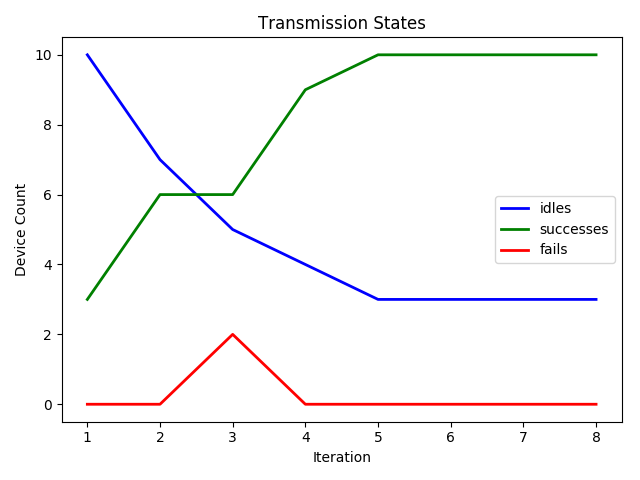 Transmission States
Device Count
10
8
6
4
2
0
idles
successes
fails
1 2 3 4 5 6 7 8
Iteration